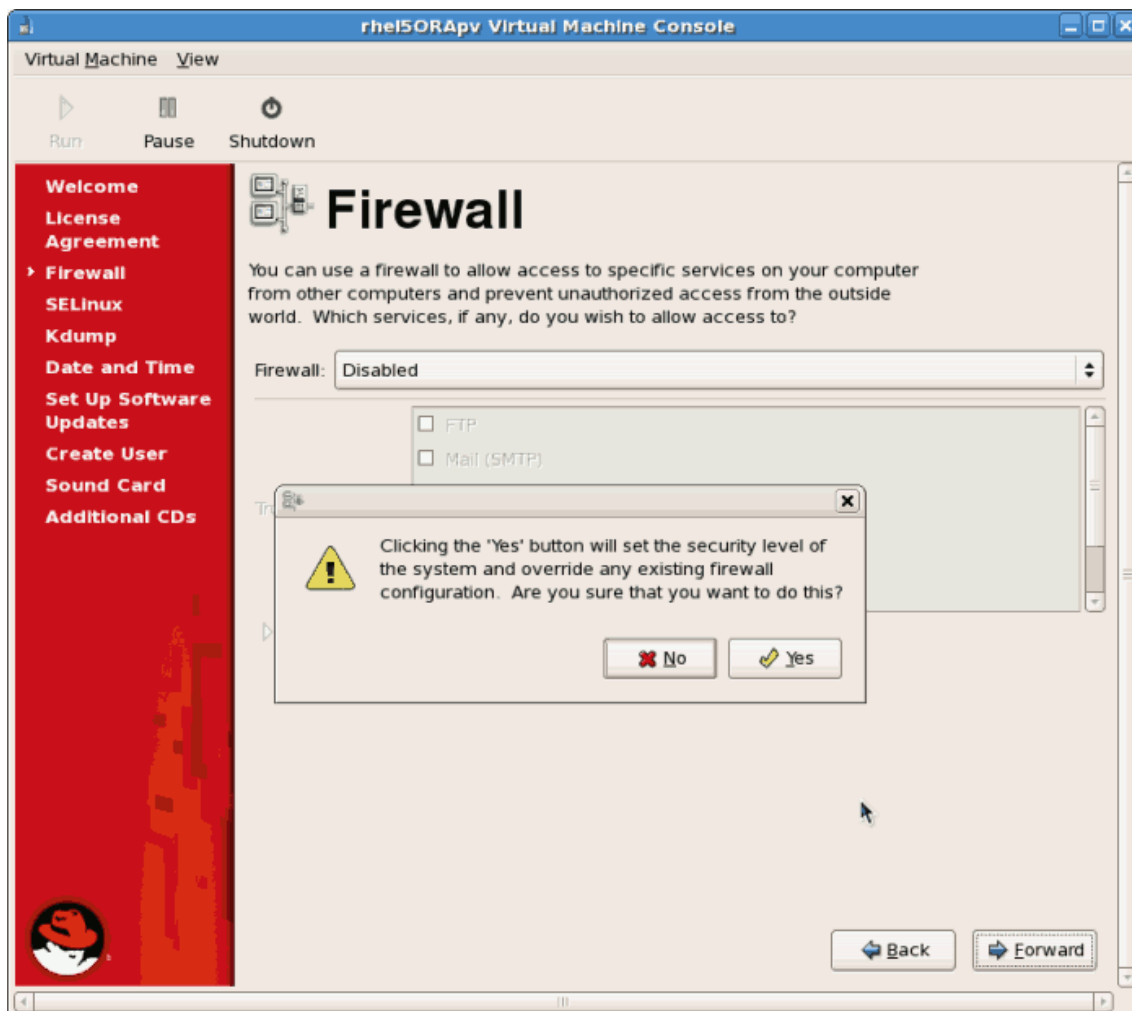 rhel5ORApv Virtual Machine Console
Virtual Machine View
Run Pause Shutdown
Welcome
License
Agreement
Firewall
SELinux
Kdump
Date and Time
Set Up Software
Updates
Create User
Sound Card
Additional CDs
Firewall
You can use a firewall to allow access to specific services on your computer
from other computers and prevent unauthorized access from the outside
world. Which services, if any, do you wish to allow access to?
Firewall: Disabled
FTP
Mail (SMTP)
Clicking the 'Yes' button will set the security level of
the system and override any existing firewall
configuration. Are you sure that you want to do this?
No Yes
Back Forward